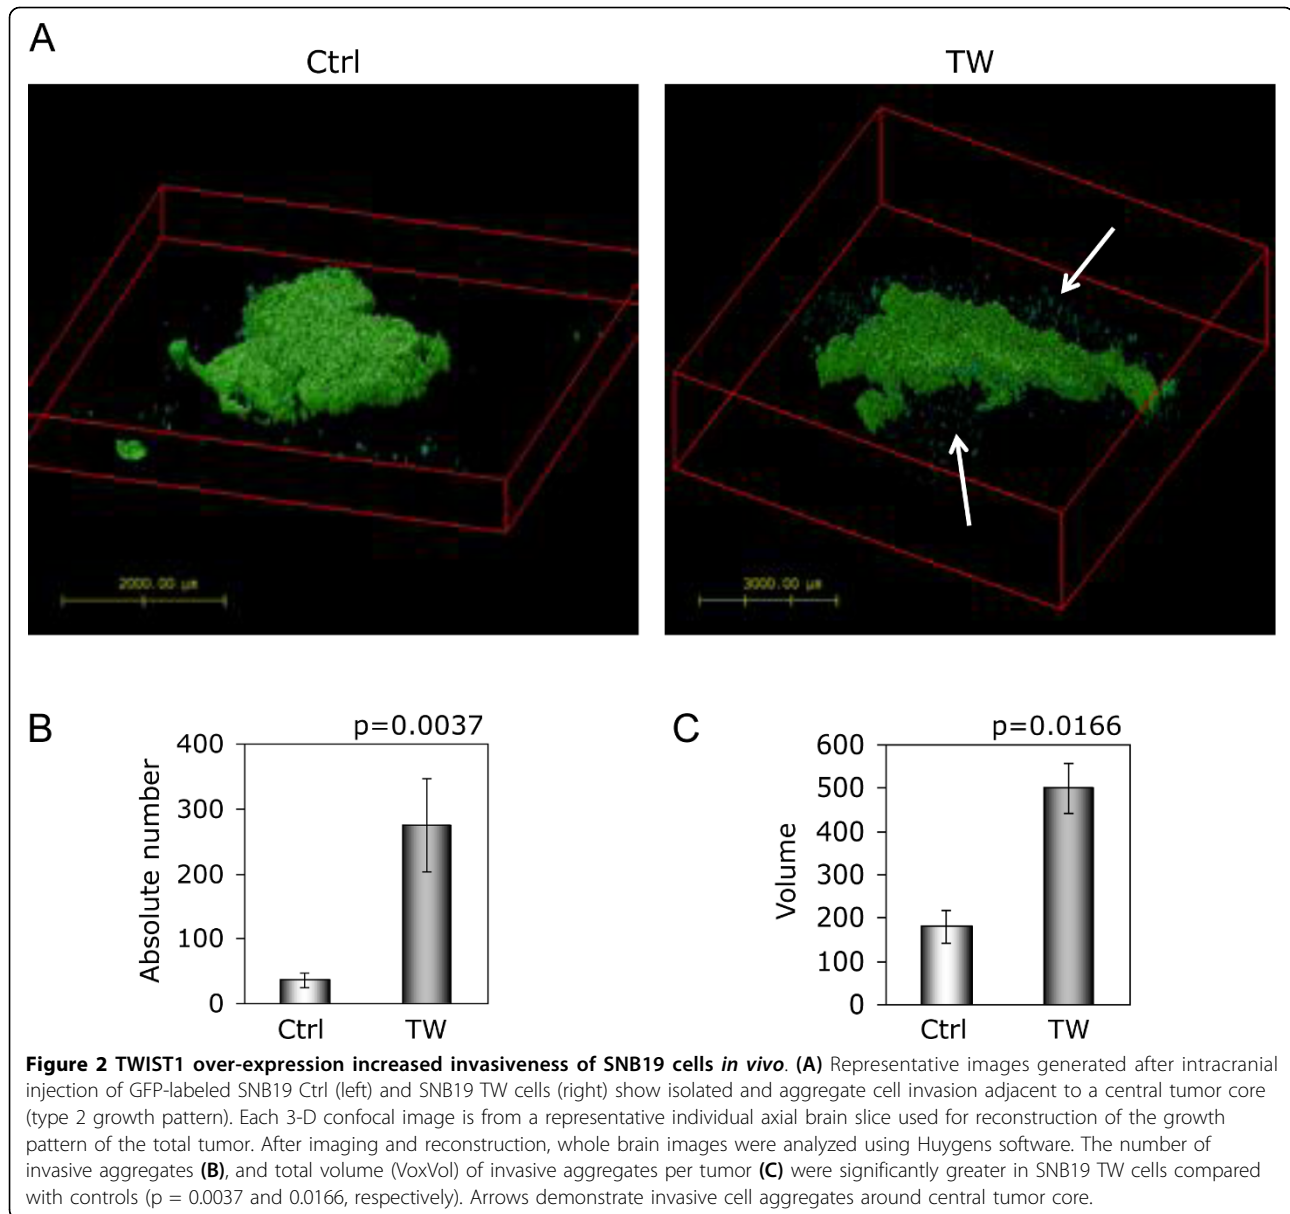 A
Ctrl
TW
2000.00 µm
3000.00 µm
B
p=0.0037
400
300
200
100
0
Absolute number
Ctrl
TW
C
p=0.0166
600
500
400
300
200
100
0
Volume
Ctrl
TW
Figure 2 TWIST1 over-expression increased invasiveness of SNB19 cells in vivo. (A) Representative images generated after intracranial
injection of GFP-labeled SNB19 Ctrl (left) and SNB19 TW cells (right) show isolated and aggregate cell invasion adjacent to a central tumor core
(type 2 growth pattern). Each 3-D confocal image is from a representative individual axial brain slice used for reconstruction of the growth
pattern of the total tumor. After imaging and reconstruction, whole brain images were analyzed using Huygens software. The number of
invasive aggregates (B), and total volume (VoxVol) of invasive aggregates per tumor (C) were significantly greater in SNB19 TW cells compared
with controls (p = 0.0037 and 0.0166, respectively). Arrows demonstrate invasive cell aggregates around central tumor core.